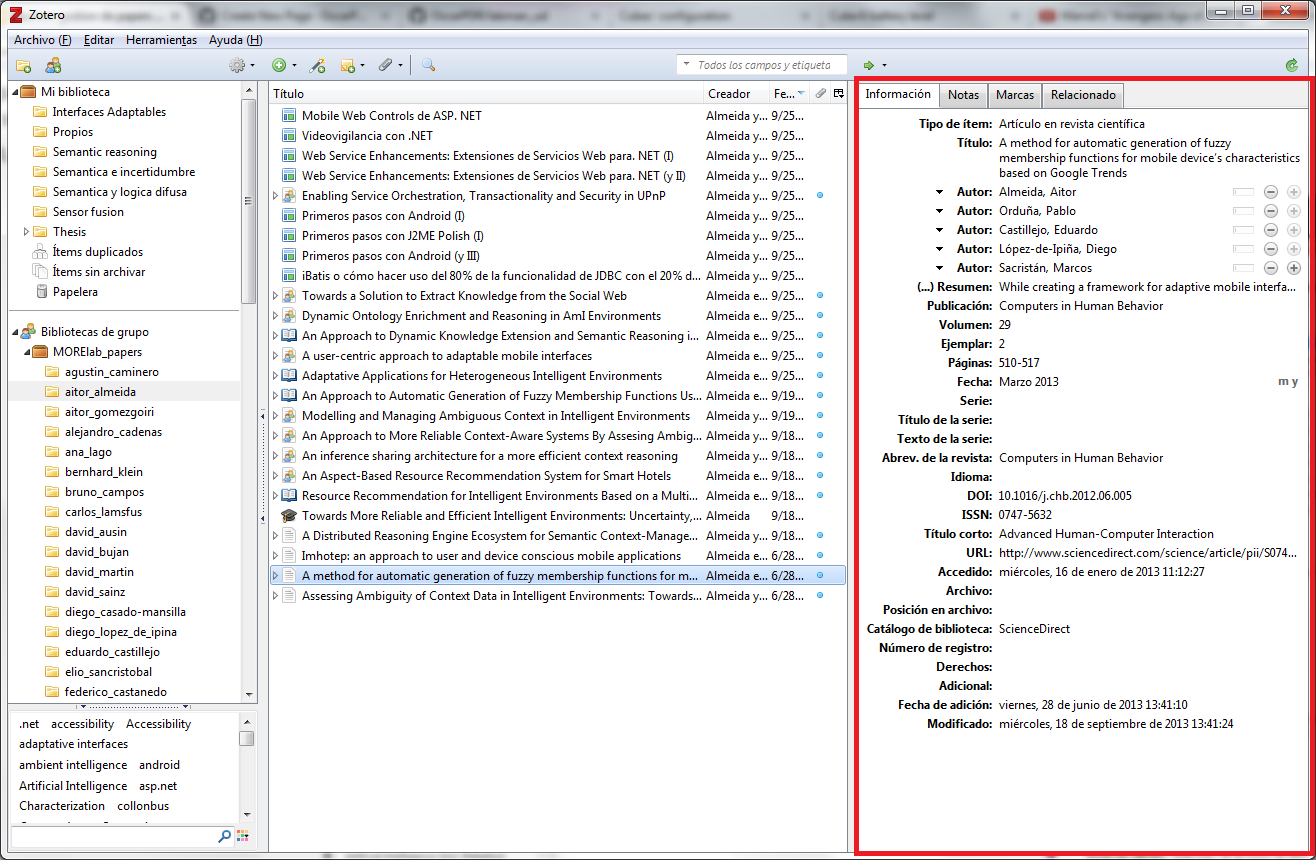 Zotero
Archivo (F) Editar Herramientas Ayuda (H)
Todos los campos y etiqueta
Mi biblioteca
Interfaces Adaptables
Propios
Semantic reasoning
Semantica e incertidumbre
Semantica y logica difusa
Sensor fusion
Thesis
Ítems duplicados
Ítems sin archivar
Papelera
Bibliotecas de grupo
MORElab_papers
agustin_caminero
aitor_almeida
aitor_gomezgoiri
alejandro_cadenas
ana_lago
bernhard_klein
bruno_campos
carlos_lamsfus
david_ausin
david_bujan
david_martin
david_sainz
diego_casado-mansilla
diego_lopez_de_ipina
eduardo_castillejo
elio_sancristobal
federico_castanedo
.net accessibility Accessibility
adaptative interfaces
ambient intelligence android
Artificial Intelligence asp.net
Characterization collonbus
Título Creador Fe...
Mobile Web Controls de ASP. NET Almeida y... 9/25...
Videovigilancia con .NET Almeida y... 9/25...
Web Service Enhancements: Extensiones de Servicios Web para. NET (I) Almeida y... 9/25...
Web Service Enhancements: Extensiones de Servicios Web para. NET (y II) Almeida y... 9/25...
Enabling Service Orchestration, Transactionality and Security in UPnP Almeida y... 9/25...
Primeros pasos con Android (I) Almeida y... 9/25...
Primeros pasos con J2ME Polish (I) Almeida y... 9/25...
Primeros pasos con Android (y III) Almeida y... 9/25...
iBatis o cómo hacer uso del 80% de la funcionalidad de JDBC con el 20% d... Almeida y... 9/25...
Towards a Solution to Extract Knowledge from the Social Web Almeida e... 9/25...
Dynamic Ontology Enrichment and Reasoning in AmI Environments Almeida e... 9/25...
An Approach to Dynamic Knowledge Extension and Semantic Reasoning i... Almeida y... 9/25...
A user-centric approach to adaptable mobile interfaces Almeida e... 9/25...
Adaptative Applications for Heterogeneous Intelligent Environments Almeida e... 9/25...
An Approach to Automatic Generation of Fuzzy Membership Functions Us... Almeida e... 9/19...
Modelling and Managing Ambiguous Context in Intelligent Environments Almeida y... 9/19...
An Approach to More Reliable Context-Aware Systems By Assesing Ambig... Almeida y... 9/18...
An inference sharing architecture for a more efficient context reasoning Almeida y... 9/18...
An Aspect-Based Resource Recommendation System for Smart Hotels Almeida e... 9/18...
Resource Recommendation for Intelligent Environments Based on a Multi... Almeida e... 9/18...
Towards More Reliable and Efficient Intelligent Environments: Uncertainty,... Almeida 9/18...
A Distributed Reasoning Engine Ecosystem for Semantic Context-Manage... Almeida y... 9/18...
Imhotep: an approach to user and device conscious mobile applications Almeida e... 6/28...
A method for automatic generation of fuzzy membership functions for m... Almeida e... 6/28...
Assessing Ambiguity of Context Data in Intelligent Environments: Towards... Almeida y... 6/28...
Información Notas Marcas Relacionado
Tipo de ítem: Artículo en revista científica
Título: A method for automatic generation of fuzzy
membership functions for mobile device's characteristics
based on Google Trends
Autor: Almeida, Aitor
Autor: Orduña, Pablo
Autor: Castillejo, Eduardo
Autor: López-de-Ipiña, Diego
Autor: Sacristán, Marcos
(...) Resumen: While creating a framework for adaptive mobile interfa...
Publicación: Computers in Human Behavior
Volumen: 29
Ejemplar: 2
Páginas: 510-517
Fecha: Marzo 2013 m y
Serie:
Título de la serie:
Texto de la serie:
Abrev. de la revista: Computers in Human Behavior
Idioma:
DOI: 10.1016/j.chb.2012.06.005
ISSN: 0747-5632
Título corto: Advanced Human-Computer Interaction
URL: http://www.sciencedirect.com/science/article/pii/S074...
Accedido: miércoles, 16 de enero de 2013 11:12:27
Archivo:
Posición en archivo:
Catálogo de biblioteca: ScienceDirect
Número de registro:
Derechos:
Adicional:
Fecha de adición: viernes, 28 de junio de 2013 13:41:10
Modificado: miércoles, 18 de septiembre de 2013 13:41:24